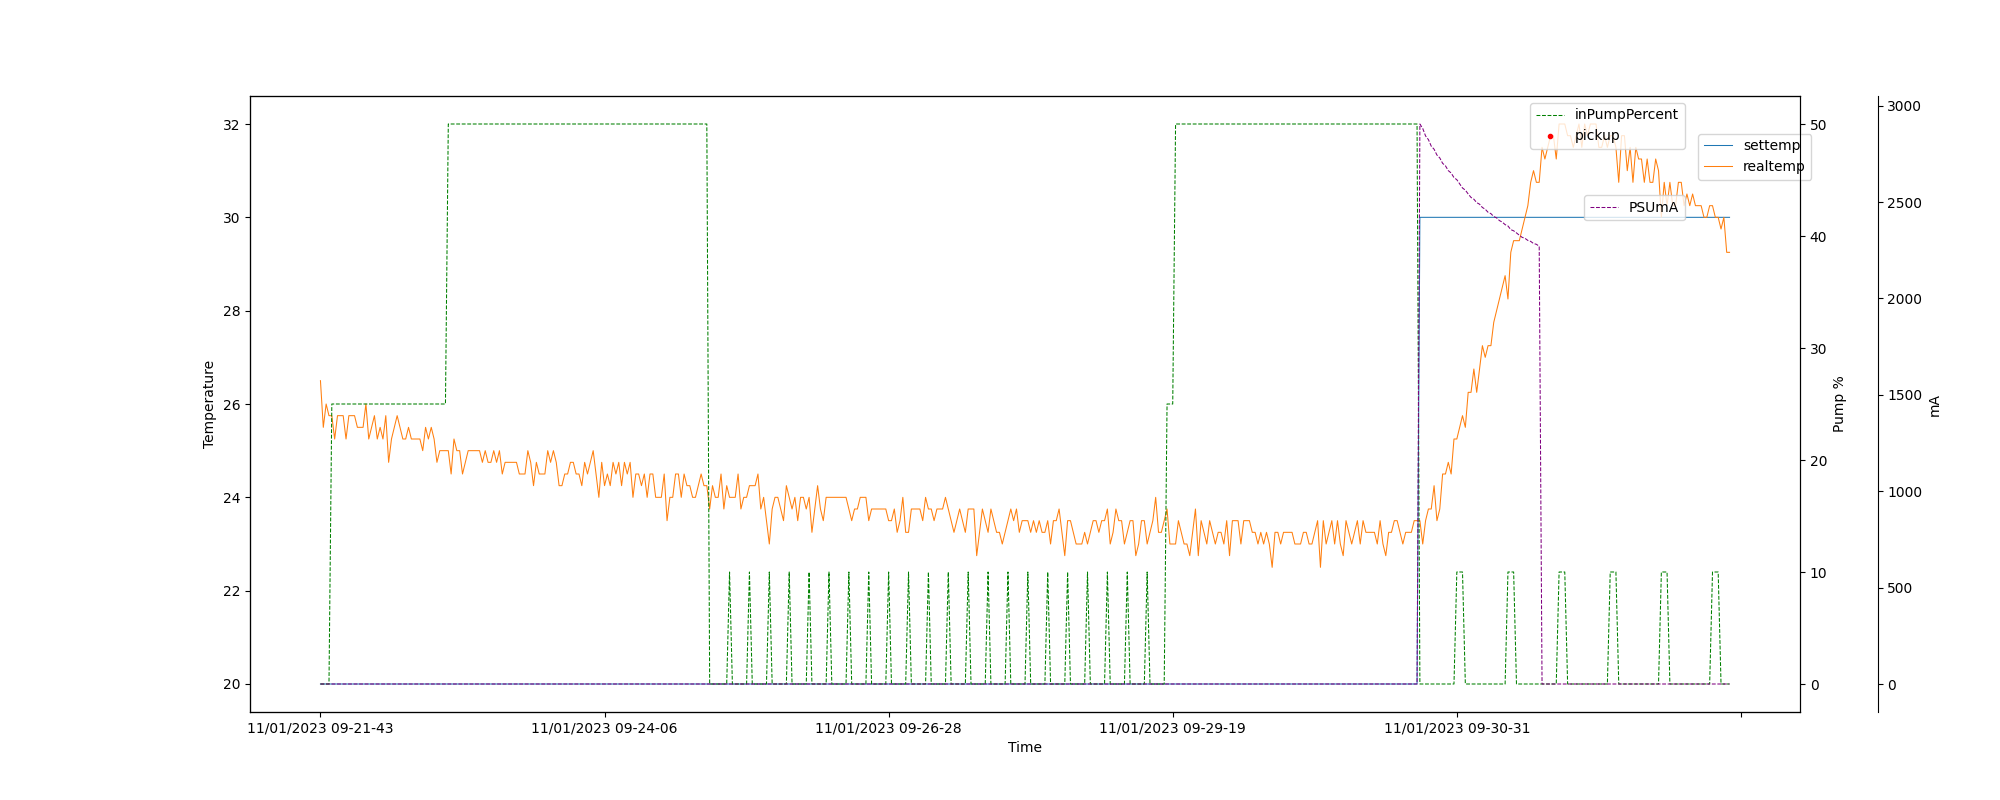 32
30
28
26
24
22
20
Temperature
11/01/2023 09-21-43
11/01/2023 09-24-06
11/01/2023 09-26-28
11/01/2023 09-29-19
11/01/2023 09-30-31
Time
inPumpPercent
pickup
settemp
realtemp
PSUmA
50
40
30
20
10
0
Pump %
3000
2500
2000
1500
1000
500
0
mA